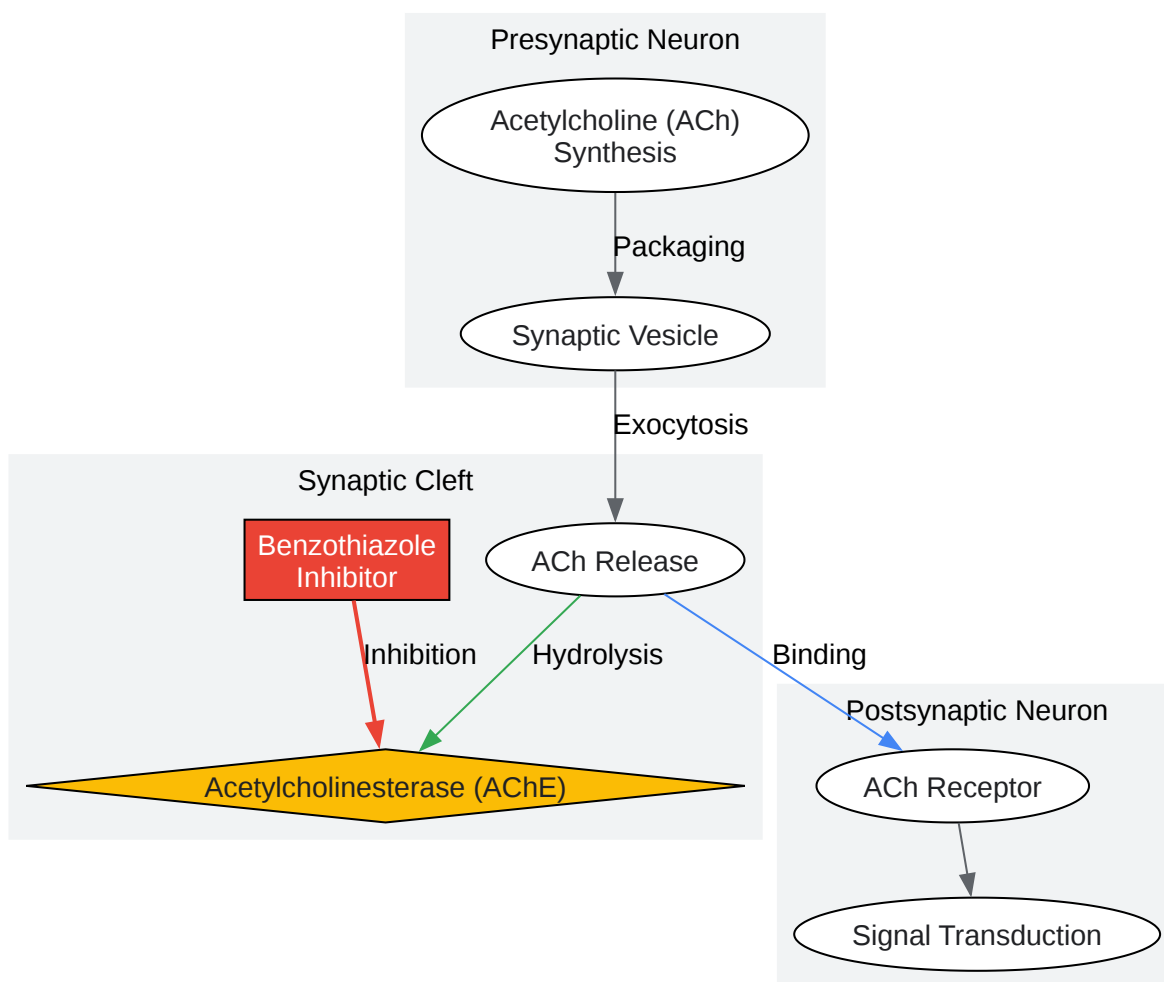 Presynaptic Neuron
Acetylcholine (ACh)
Synthesis
Packaging
Synaptic Vesicle
Exocytosis
Synaptic Cleft
Benzothiazole
Inhibitor
ACh Release
Inhibition
Hydrolysis
Binding
Postsynaptic Neuron
Acetylcholinesterase (AChE)
ACh Receptor
Signal Transduction